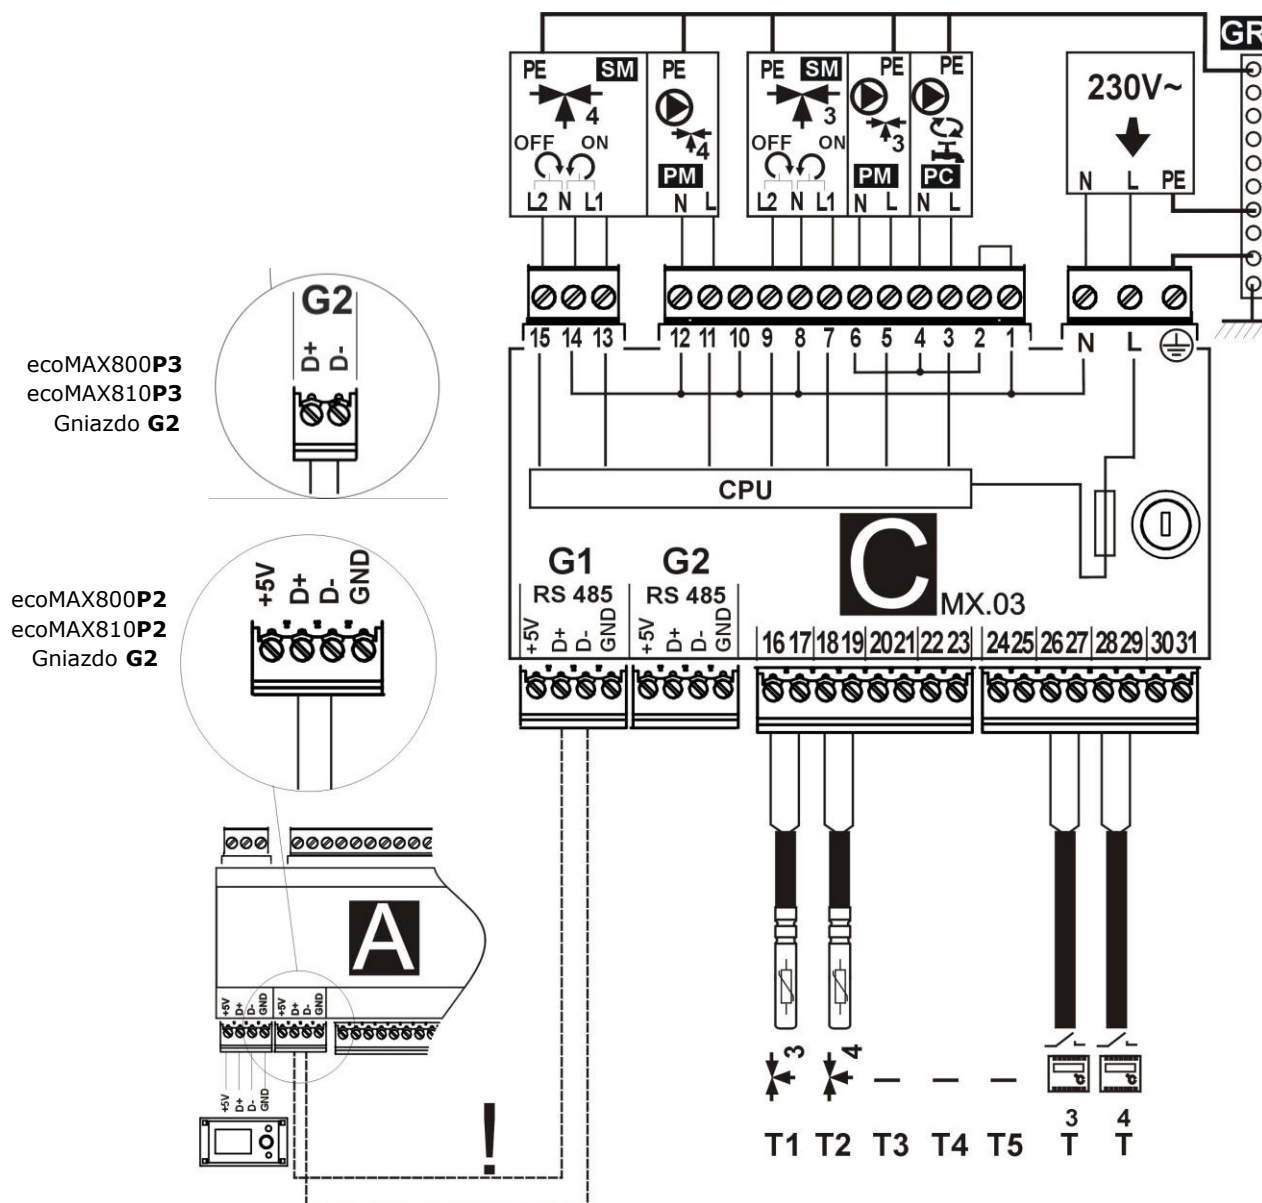 GR
PE SM PE PE SM PE PE
230V~
4 3
OFF ON 4 OFF ON 3
PM PM PC
L2 N L1 N L L2 N L1 N L N L
N L PE
15 14 13 12 11 10 9 8 7 6 5 4 3 2 1 N L
G2
D+ D-
ecoMAX800P3
ecoMAX810P3
Gniazdo G2
CPU
C MX.03
G1 G2
RS 485 RS 485
+5V D+ D- GND +5V D+ D- GND
16 17 18 19 20 21 22 23 24 25 26 27 28 29 30 31
+5V D+ D- GND
ecoMAX800P2
ecoMAX810P2
Gniazdo G2
A
+5V D+ D- GND +5V D+ D- GND
+5V D+ D- GND
!
3 4
°C °C
3 4
T1 T2 T3 T4 T5 T T